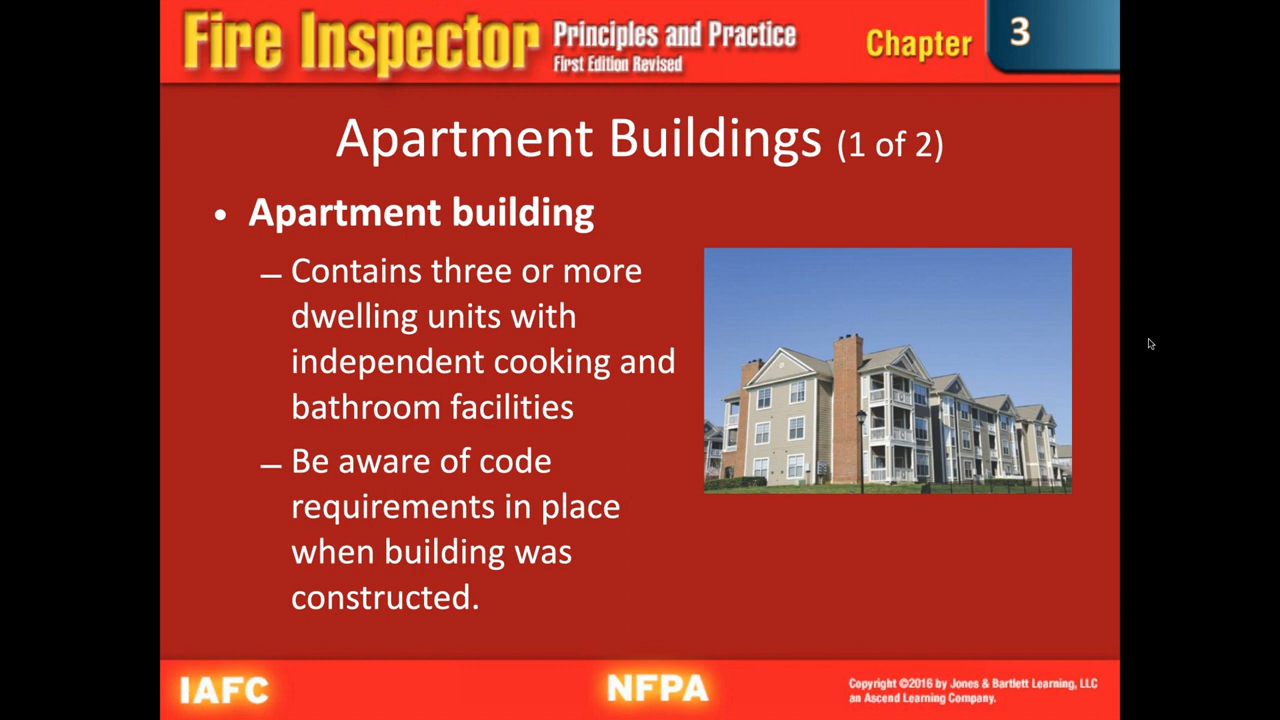 Fire Inspector Principles and Practice
First Edition Revised
Chapter 3
Apartment Buildings (1 of 2)
• Apartment building
– Contains three or more
dwelling units with
independent cooking and
bathroom facilities
– Be aware of code
requirements in place
when building was
constructed.
IAFC
NFPA
Copyright ©2016 by Jones & Bartlett Learning, LLC
an Ascend Learning Company.